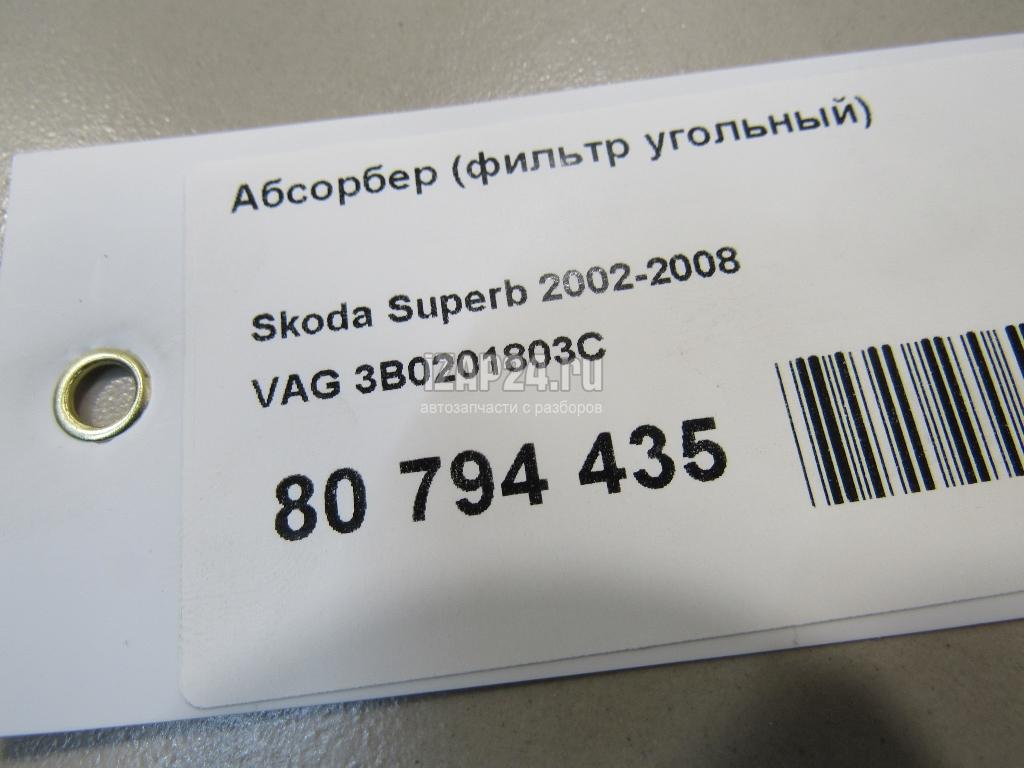 Абсорбер (фильтр угольный)
Skoda Superb 2002-2008
VAG 3B0201803C
iZAP24.ru
автозапчасти с разборов
80 794 435